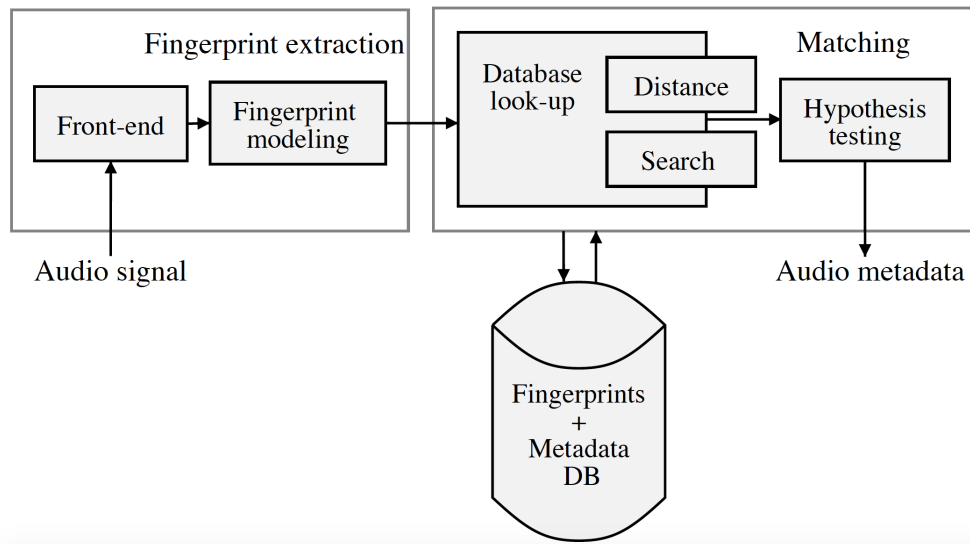 Fingerprint extraction
Front-end
Fingerprint
modeling
Audio signal
Matching
Database
look-up
Distance
Search
Hypothesis
testing
Audio metadata
Fingerprints
+
Metadata
DB